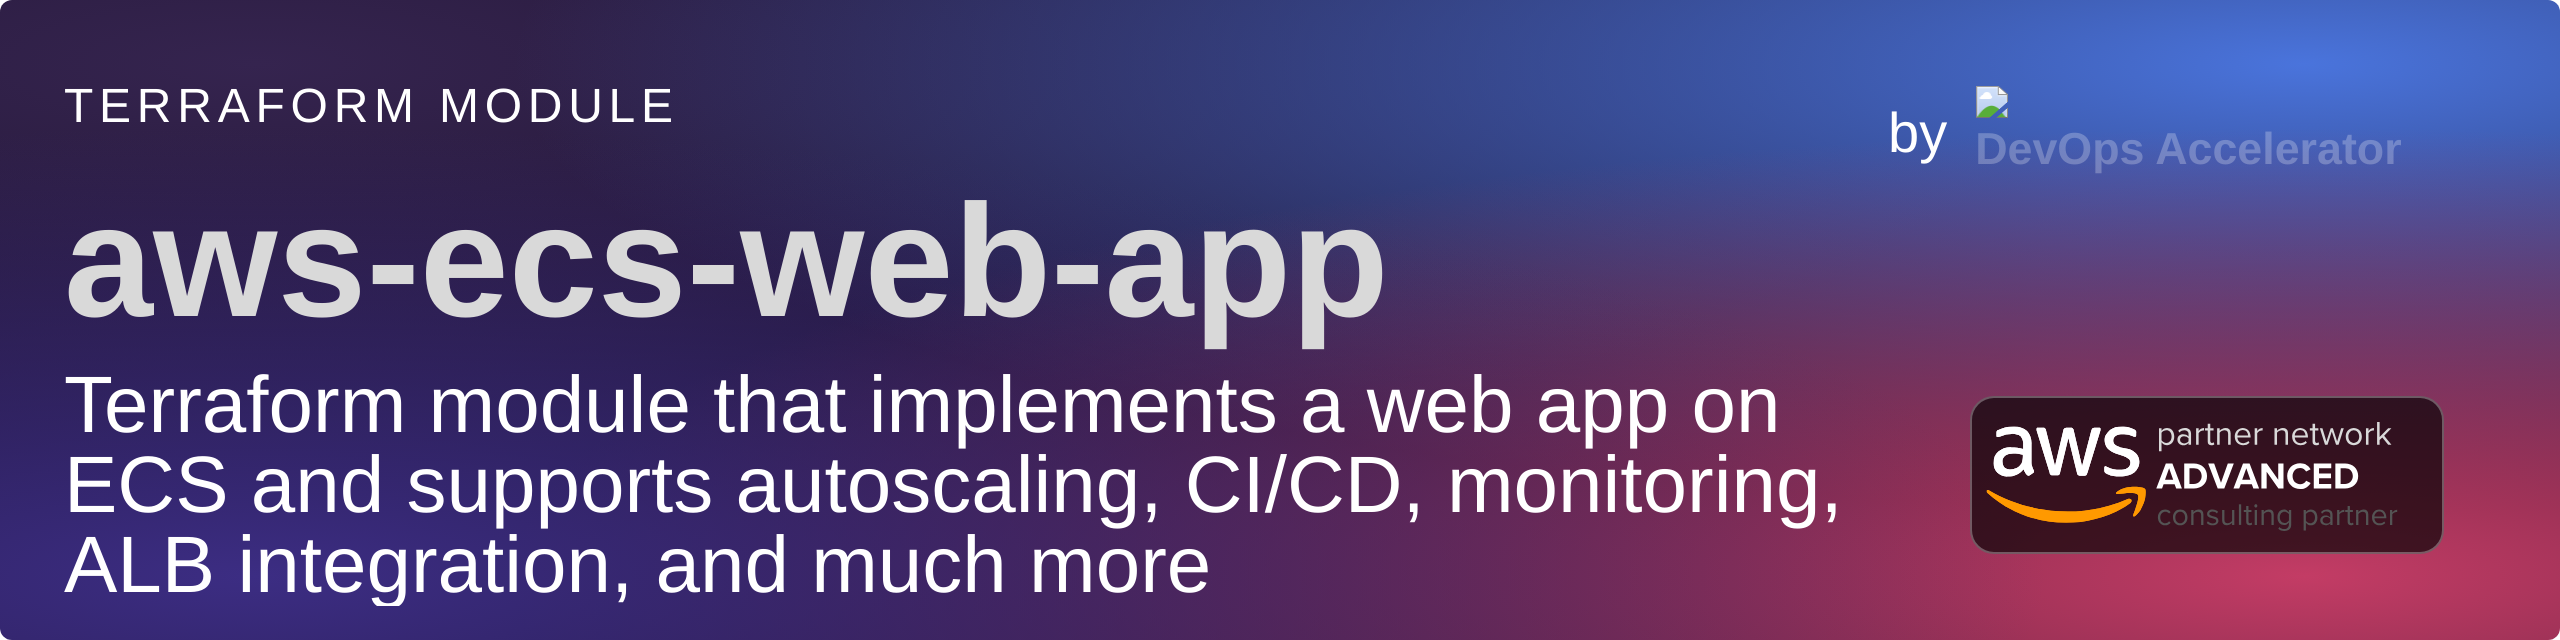 TERRAFORM MODULE
by DevOps Accelerator
aws-ecs-web-app
Terraform module that implements a web app on
ECS and supports autoscaling, CI/CD, monitoring,
ALB integration, and much more
aws
partner network
ADVANCED
consulting partner